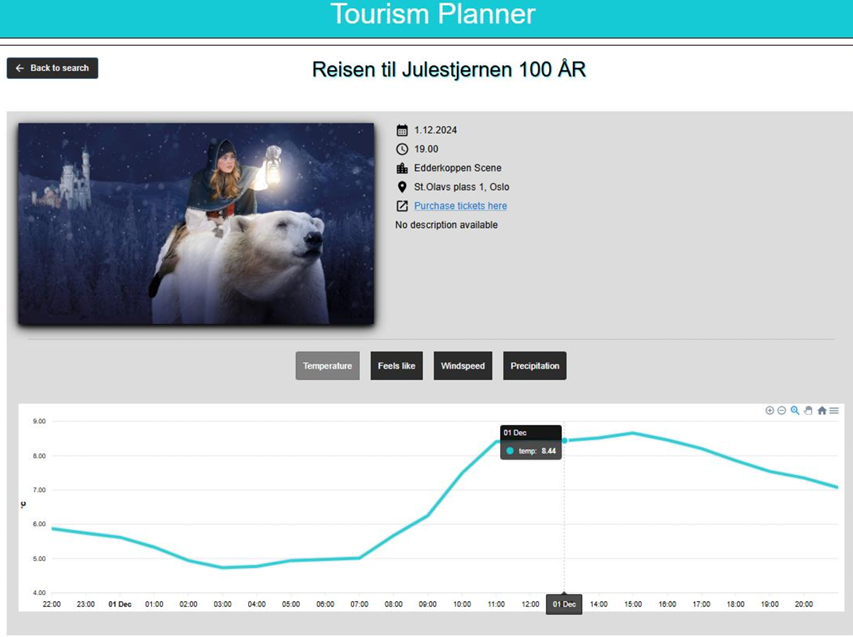 Tourism Planner
Back to search
Reisen til Julestjernen 100 ÅR
1.12.2024
19.00
Edderkoppen Scene
St.Olavs plass 1, Oslo
Purchase tickets here
No description available
Temperature Feels like Windspeed Precipitation
9.00
01 Dec
temp: 8.44
8.00
7.00
°C
6.00
5.00
4.00
22:00 23:00 01 Dec 01:00 02:00 03:00 04:00 05:00 06:00 07:00 08:00 09:00 10:00 11:00 12:00 01 Dec 14:00 15:00 16:00 17:00 18:00 19:00 20:00